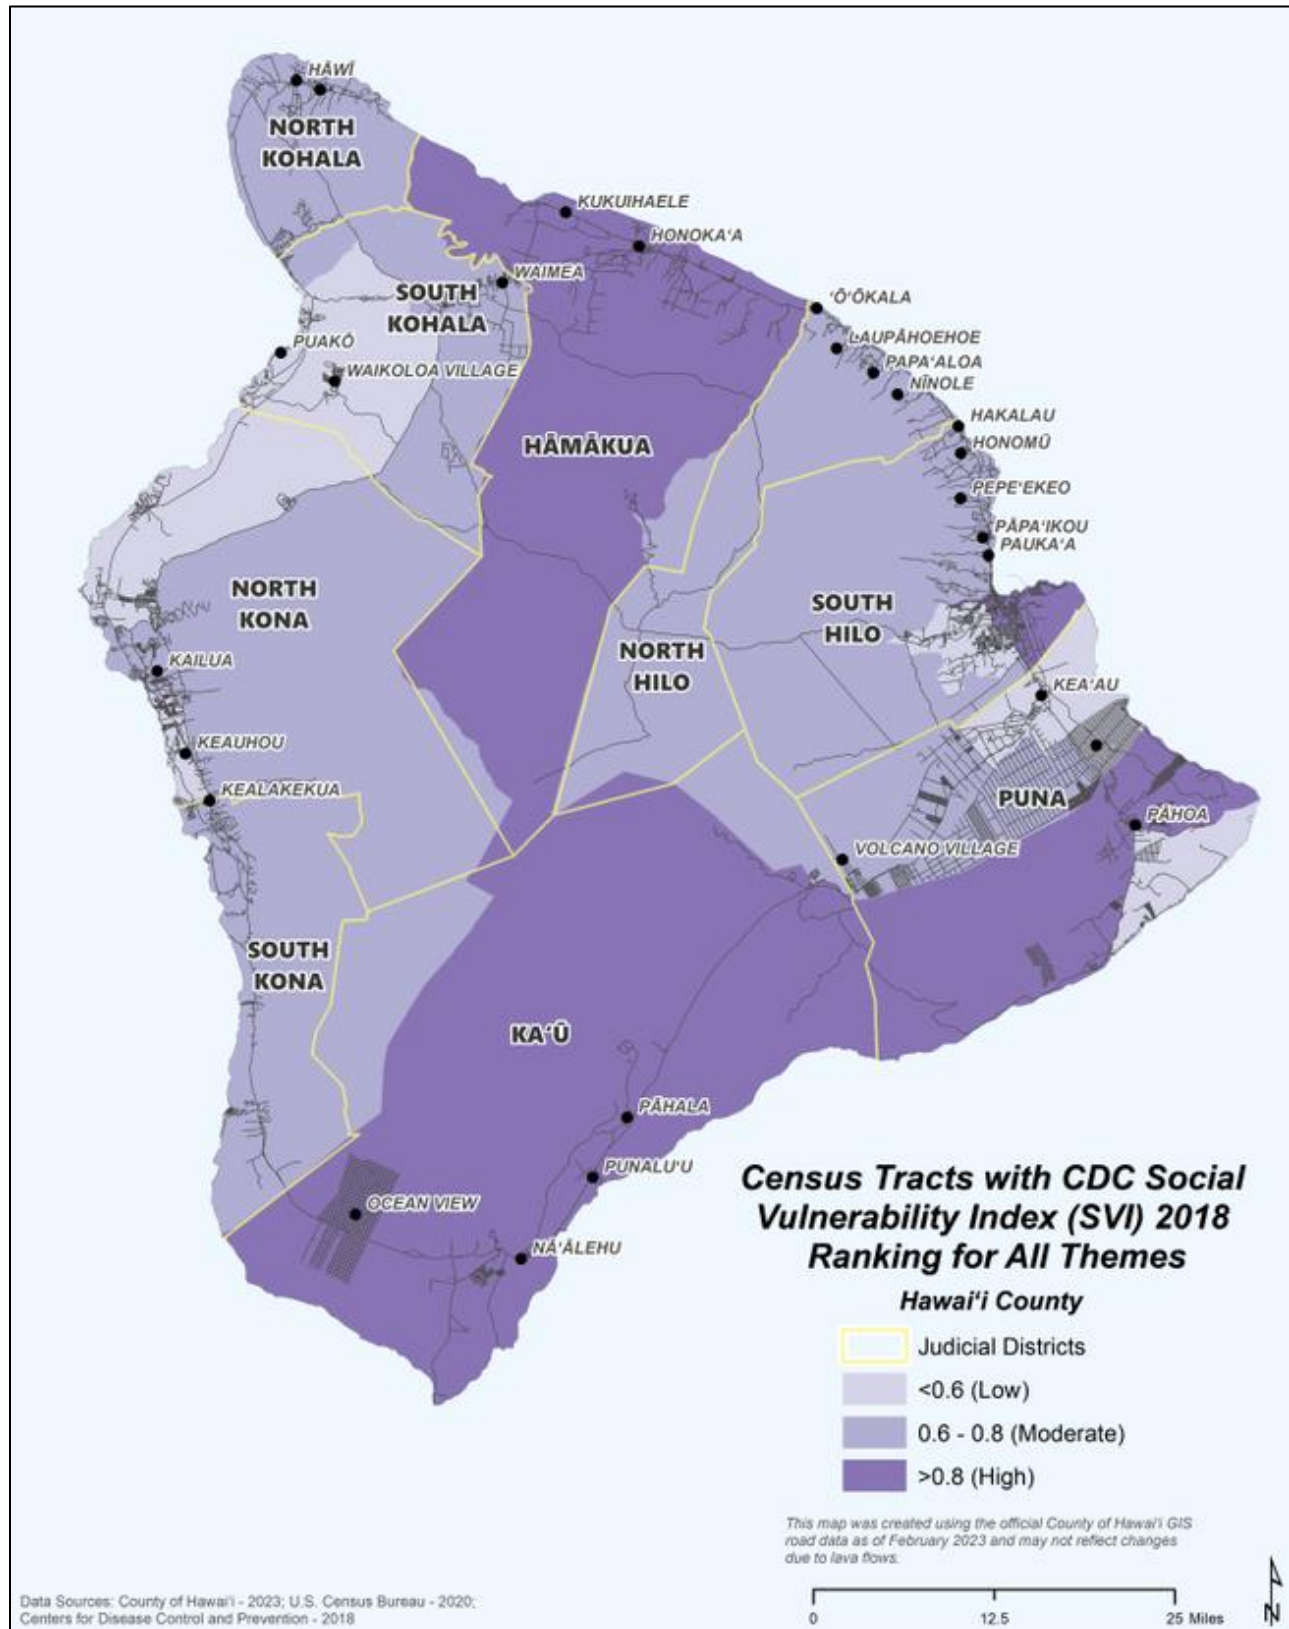 HĀWĪ
NORTH
KOHALA
KUKUIHAELE
HONOKAʻA
WAIMEA
SOUTH
KOHALA
ʻŌʻŌKALA
LAUPĀHOEHOE
PUAKŌ
PAPAʻALOA
WAIKOLOA VILLAGE
NĪNOLE
HAKALAU
HĀMĀKUA
HONOMŪ
PEPEʻEKEO
PĀPAʻIKOU
PAUKAʻA
NORTH
KONA
SOUTH
HILO
NORTH
HILO
KAILUA
KEAʻAU
KEAUHOU
KEALAKEKUA
PUNA
PĀHOA
VOLCANO VILLAGE
SOUTH
KONA
KAʻŪ
PĀHALA
PUNALUʻU
OCEAN VIEW
NĀʻĀLEHU
Census Tracts with CDC Social
Vulnerability Index (SVI) 2018
Ranking for All Themes
Hawaiʻi County
Judicial Districts
<0.6 (Low)
0.6 - 0.8 (Moderate)
>0.8 (High)
This map was created using the official County of Hawaiʻi GIS
road data as of February 2023 and may not reflect changes
due to lava flows.
Data Sources: County of Hawaiʻi - 2023; U.S. Census Bureau - 2020;
Centers for Disease Control and Prevention - 2018
0 12.5 25 Miles
N